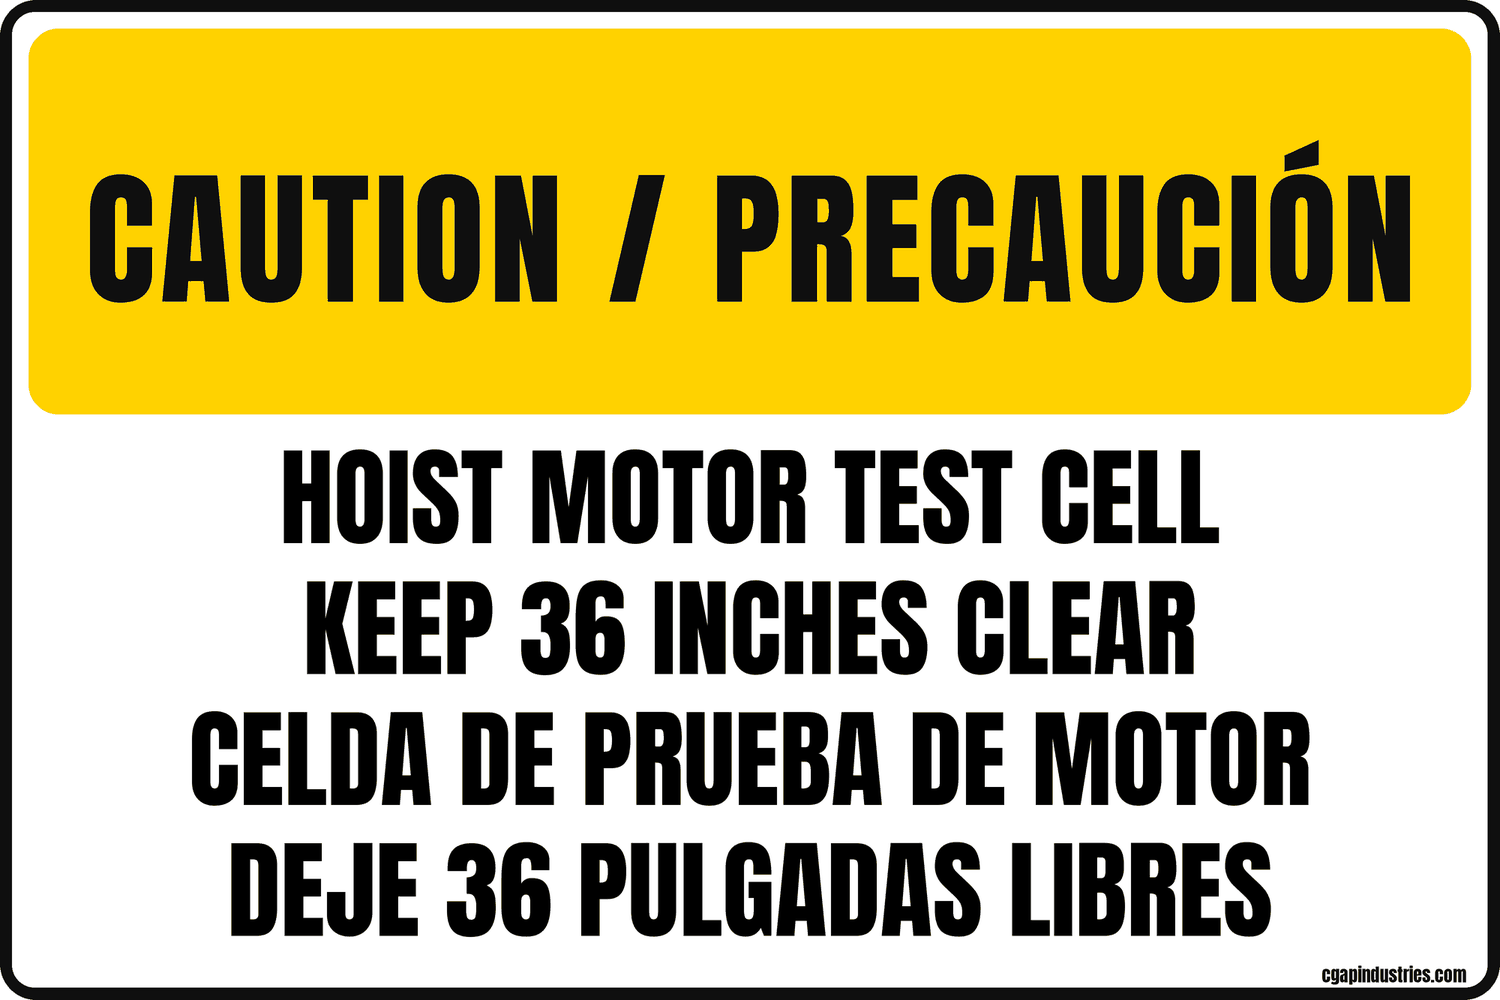 CAUTION / PRECAUCIÓN
HOIST MOTOR TEST CELL
KEEP 36 INCHES CLEAR
CELDA DE PRUEBA DE MOTOR
DEJE 36 PULGADAS LIBRES
cgapindustries.com